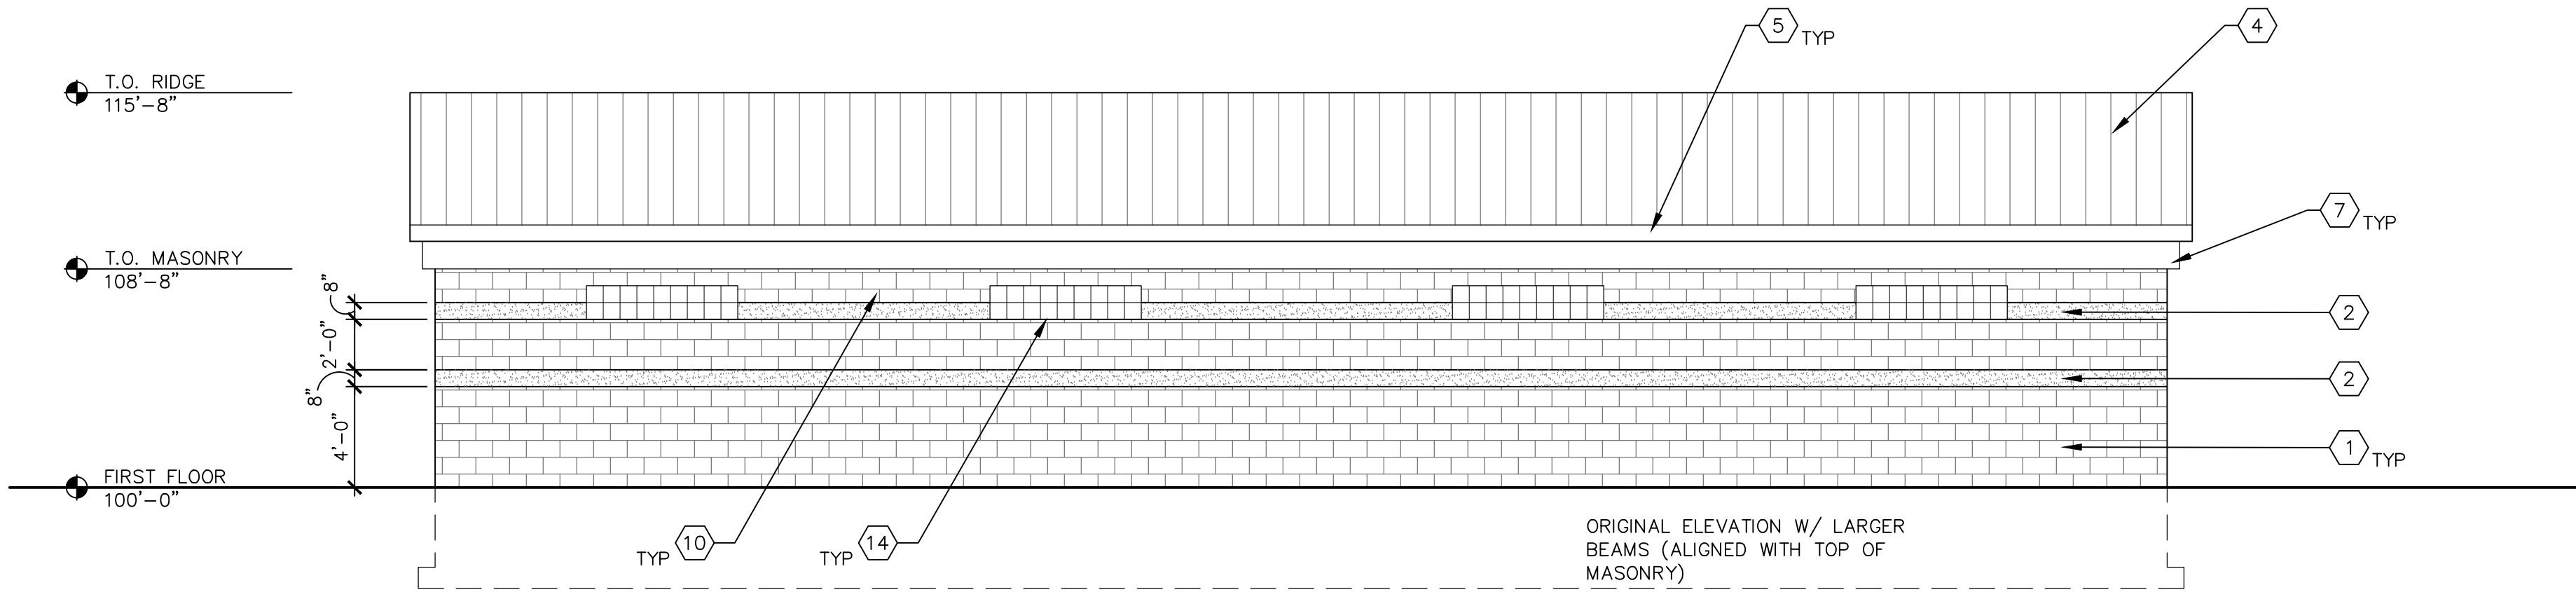 5 TYP
4
T.O. RIDGE
115'-8"
7 TYP
T.O. MASONRY
108'-8"
8"
2'-0"
8"
4'-0"
2
2
1 TYP
FIRST FLOOR
100'-0"
TYP 10
TYP 14
ORIGINAL ELEVATION W/ LARGER
BEAMS (ALIGNED WITH TOP OF
MASONRY)